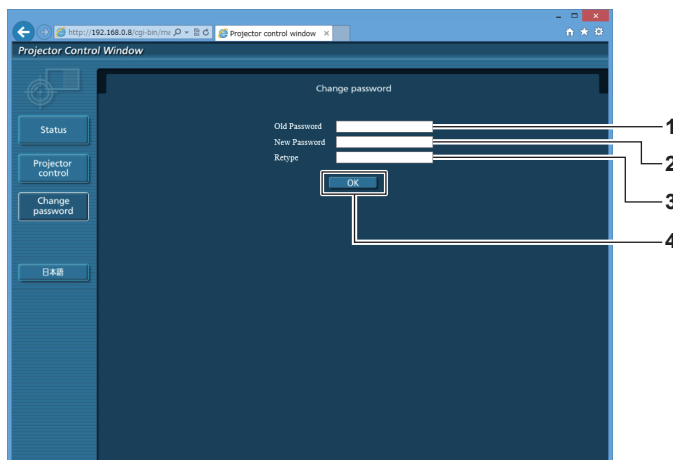 http://192.168.0.8/cgi-bin/me
Projector control window
Projector Control Window
Change password
Status
Projector
control
Change
password
日本語
Old Password
New Password
Retype
OK
1
2
3
4